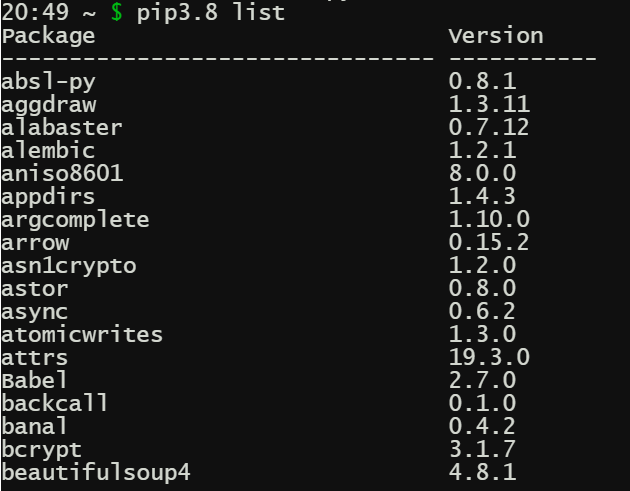 20:49 ~ $ pip3.8 list
Package Version
-------------------------------- -----------
absl-py 0.8.1
aggdraw 1.3.11
alabaster 0.7.12
alembic 1.2.1
aniso8601 8.0.0
appdirs 1.4.3
argcomplete 1.10.0
arrow 0.15.2
asn1crypto 1.2.0
astor 0.8.0
async 0.6.2
atomicwrites 1.3.0
attrs 19.3.0
Babel 2.7.0
backcall 0.1.0
banal 0.4.2
bcrypt 3.1.7
beautifulsoup4 4.8.1